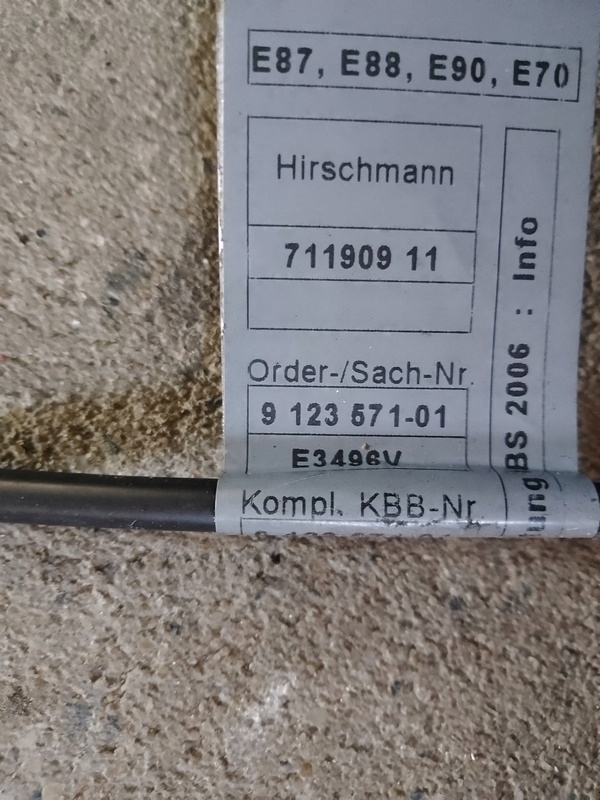 E87, E88, E90, E70
Hirschmann
711909 11
Order-/Sach-Nr.
9 123 571-01
E3496V
Kompl. KBB-Nr
BS 2006 : Info